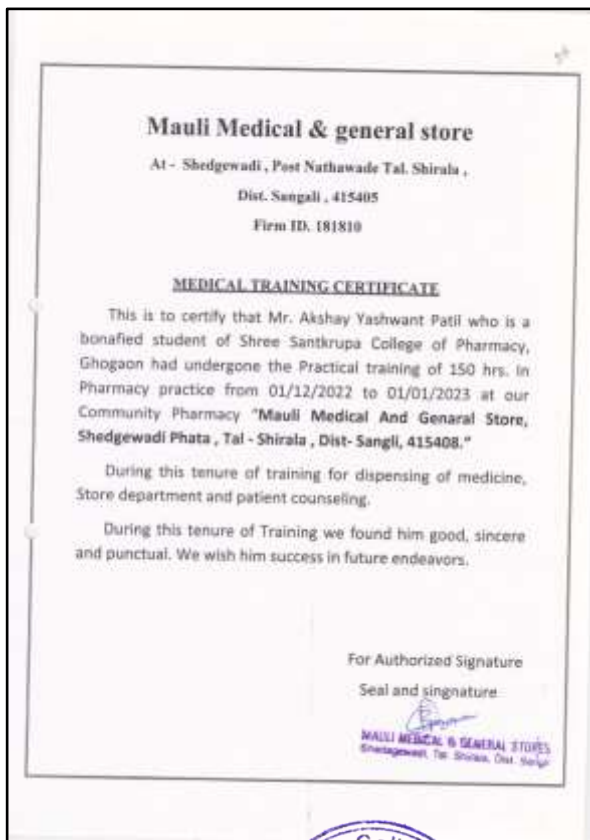 Mauli Medical & general store
At - Shedgewadi , Post Nathawade Tal. Shirala ,
Dist. Sangali , 415405
Firm ID. 181810
MEDICAL TRAINING CERTIFICATE
This is to certify that Mr. Akshay Yashwant Patil who is a
bonafied student of Shree Santkrupa College of Pharmacy,
Ghogaon had undergone the Practical training of 150 hrs. in
Pharmacy practice from 01/12/2022 to 01/01/2023 at our
Community Pharmacy "Mauli Medical And Genaral Store,
Shedgewadi Phata , Tal - Shirala , Dist- Sangli, 415408."
During this tenure of training for dispensing of medicine,
Store department and patient counseling.
During this tenure of Training we found him good, sincere
and punctual. We wish him success in future endeavors.
For Authorized Signature
Seal and singnature
MAULI MEDICAL & GENERAL STORES
Shedagewadi, Tal. Shirala, Dist. Sangli